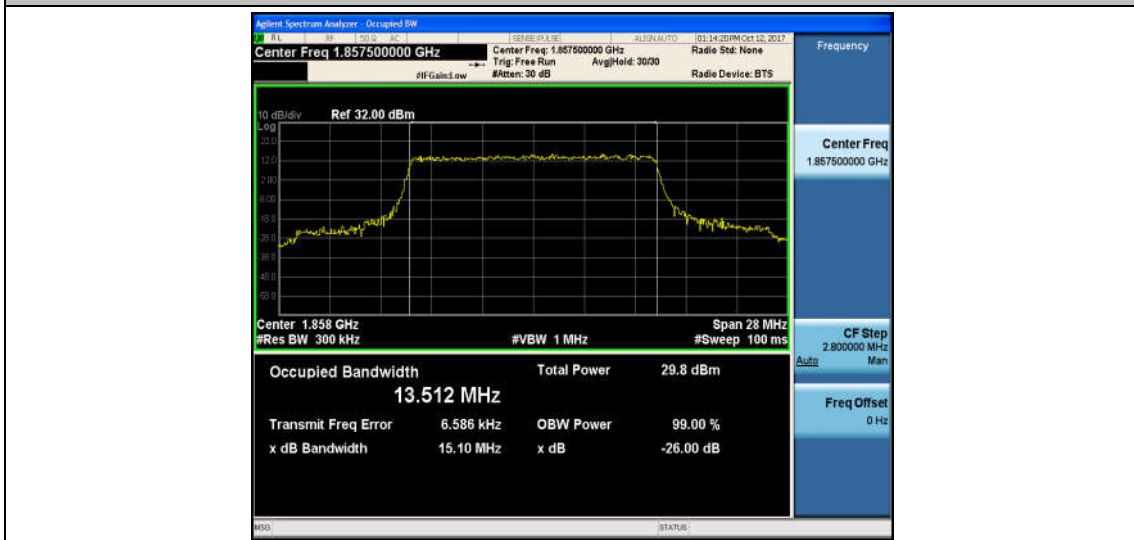 Agilent Spectrum Analyzer - Occupied BW
RL RF 50 Ω AC SENSE:PULSE ALIGN AUTO 01:14:20 PM Oct 12, 2017
Center Freq 1.857500000 GHz Center Freq: 1.857500000 GHz Radio Std: None Frequency
Trig: Free Run Avg|Hold: 30/30
#IFGain:Low #Atten: 30 dB Radio Device: BTS
10 dB/div Ref 32.00 dBm
Log
22.0
12.0
2.00
-8.00
-18.0
-28.0
-38.0
-48.0
-58.0
Center 1.858 GHz Span 28 MHz
#Res BW 300 kHz #VBW 1 MHz #Sweep 100 ms
Occupied Bandwidth Total Power 29.8 dBm
13.512 MHz
Transmit Freq Error 6.586 kHz OBW Power 99.00 %
x dB Bandwidth 15.10 MHz x dB -26.00 dB
Center Freq
1.857500000 GHz
CF Step
2.800000 MHz
Auto Man
Freq Offset
0 Hz
MSG STATUS